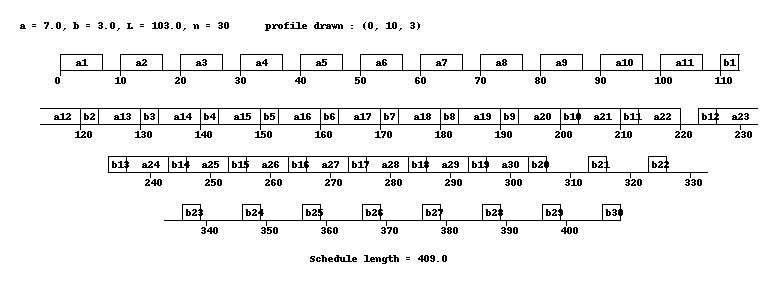 a = 7.0, b = 3.0, L = 103.0, n = 30 profile drawn : (0, 10, 3)
a1 a2 a3 a4 a5 a6 a7 a8 a9 a10 a11 b1
0 10 20 30 40 50 60 70 80 90 100 110
a12 b2 a13 b3 a14 b4 a15 b5 a16 b6 a17 b7 a18 b8 a19 b9 a20 b10 a21 b11 a22 b12 a23
120 130 140 150 160 170 180 190 200 210 220 230
b13 a24 b14 a25 b15 a26 b16 a27 b17 a28 b18 a29 b19 a30 b20 b21 b22
240 250 260 270 280 290 300 310 320 330
b23 b24 b25 b26 b27 b28 b29 b30
340 350 360 370 380 390 400
Schedule length = 409.0